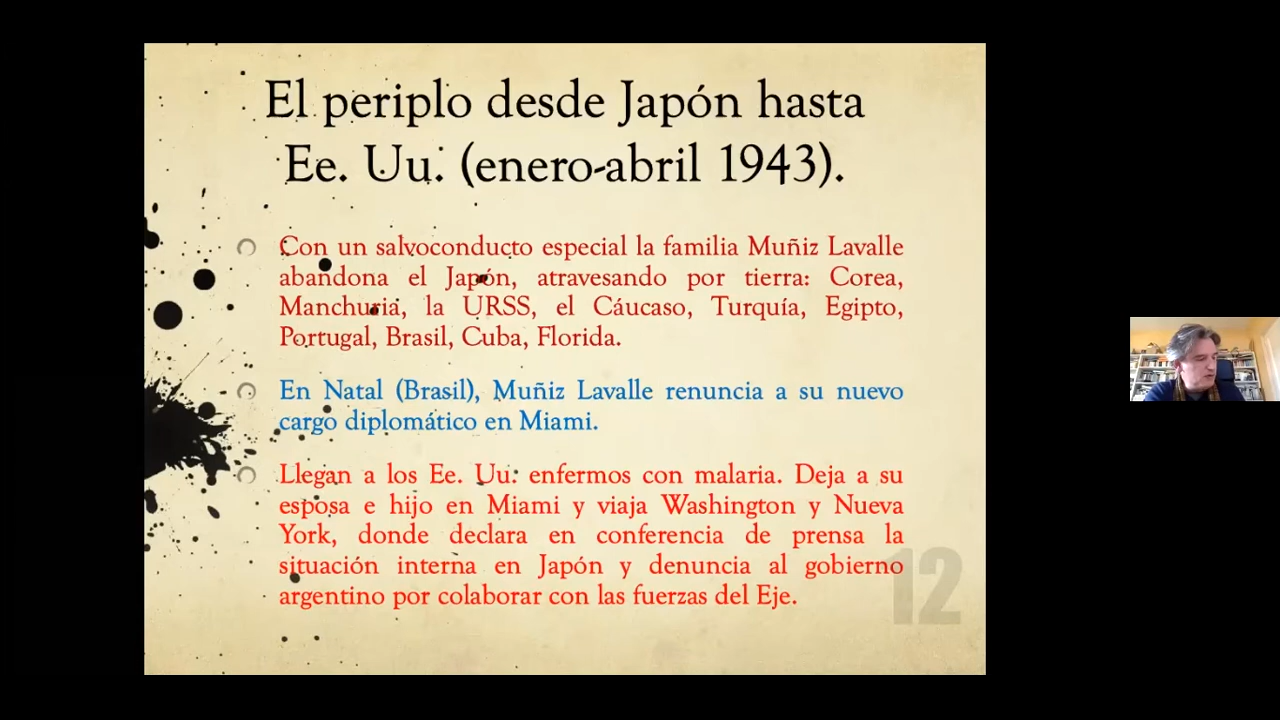 El periplo desde Japón hasta
Ee. Uu. (enero-abril 1943).
Con un salvoconducto especial la familia Muñiz Lavalle
abandona el Japón, atravesando por tierra: Corea,
Manchuria, la URSS, el Cáucaso, Turquía, Egipto,
Portugal, Brasil, Cuba, Florida.
En Natal (Brasil), Muñiz Lavalle renuncia a su nuevo
cargo diplomático en Miami.
Llegan a los Ee. Uu. enfermos con malaria. Deja a su
esposa e hijo en Miami y viaja Washington y Nueva
York, donde declara en conferencia de prensa la
situación interna en Japón y denuncia al gobierno
argentino por colaborar con las fuerzas del Eje.
12